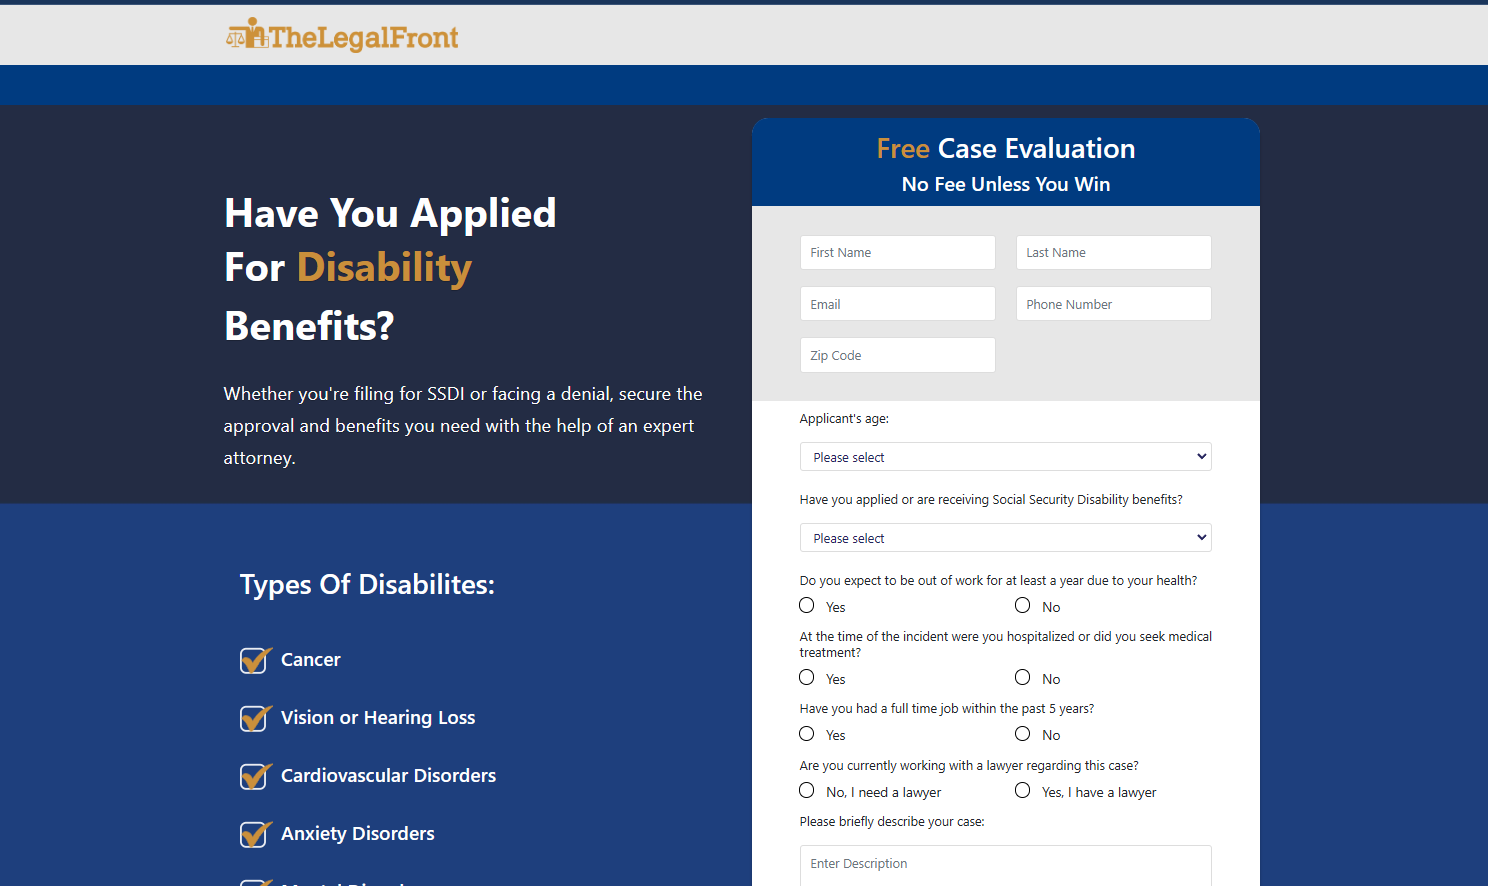 TheLegalFront
Have You Applied
For Disability
Benefits?
Whether you're filing for SSDI or facing a denial, secure the
approval and benefits you need with the help of an expert
attorney.
Types Of Disabilites:
Cancer
Vision or Hearing Loss
Cardiovascular Disorders
Anxiety Disorders
Free Case Evaluation
No Fee Unless You Win
First Name
Last Name
Email
Phone Number
Zip Code
Applicant's age:
Please select
Have you applied or are receiving Social Security Disability benefits?
Please select
Do you expect to be out of work for at least a year due to your health?
Yes
No
At the time of the incident were you hospitalized or did you seek medical
treatment?
Yes
No
Have you had a full time job within the past 5 years?
Yes
No
Are you currently working with a lawyer regarding this case?
No, I need a lawyer
Yes, I have a lawyer
Please briefly describe your case:
Enter Description